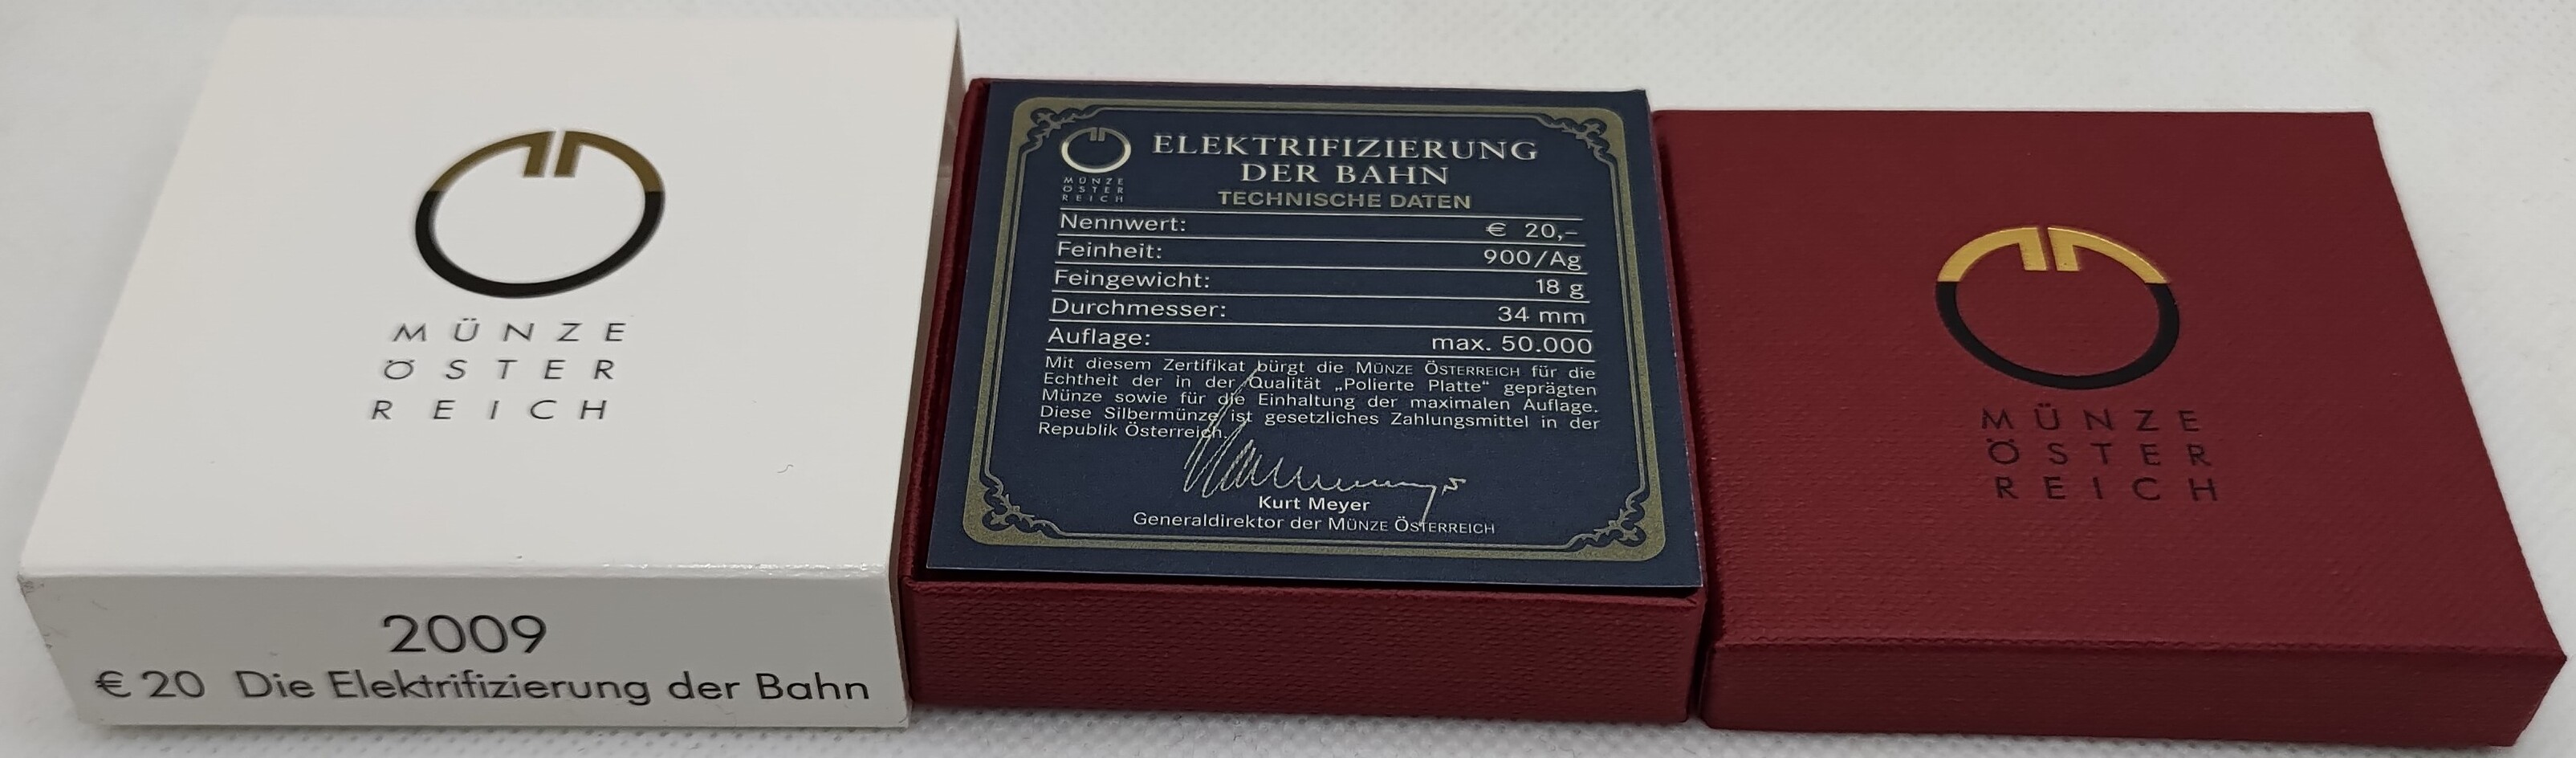 MÜNZE
ÖSTER
REICH
2009
€ 20 Die Elektrifizierung der Bahn
MÜNZE
ÖSTER
REICH
ELEKTRIFIZIERUNG
DER BAHN
TECHNISCHE DATEN
Nennwert: € 20,–
Feinheit: 900/Ag
Feingewicht: 18 g
Durchmesser: 34 mm
Auflage: max. 50.000
Mit diesem Zertifikat bürgt die MÜNZE ÖSTERREICH für die
Echtheit der in der Qualität „Polierte Platte“ geprägten
Münze sowie für die Einhaltung der maximalen Auflage.
Diese Silbermünze ist gesetzliches Zahlungsmittel in der
Republik Österreich.
Kurt Meyer
Generaldirektor der MÜNZE ÖSTERREICH
MÜNZE
ÖSTER
REICH